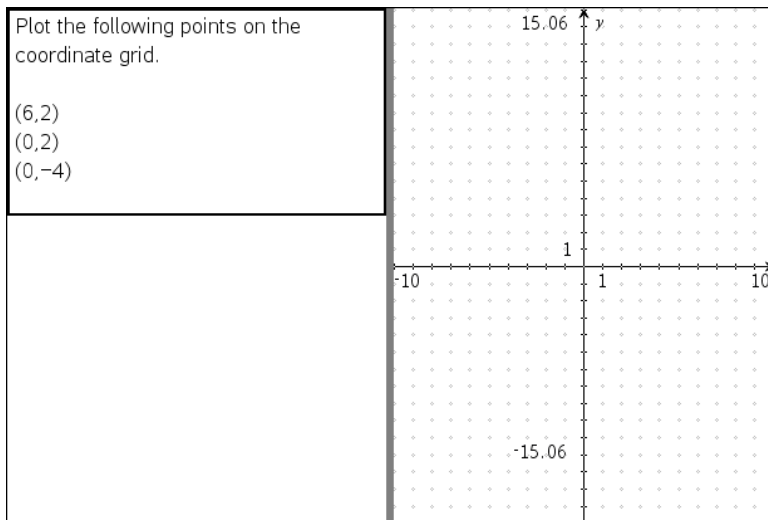 Plot the following points on the
coordinate grid.
(6,2)
(0,2)
(0,−4)
15.06 y
1
-10 1 10
-15.06